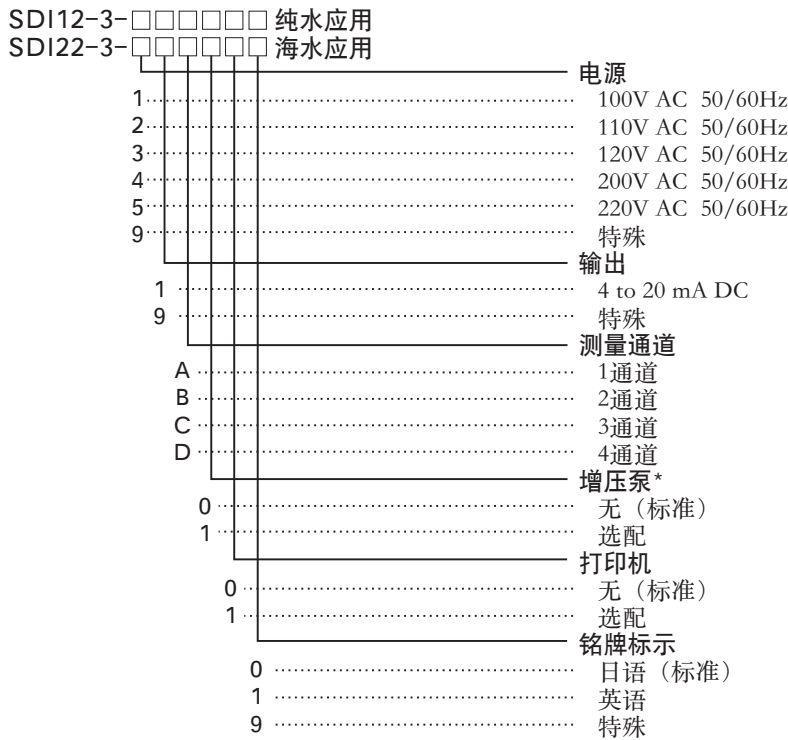 SDI12-3-□□□□□□ 纯水应用
SDI22-3-□□□□□□ 海水应用
电源
1 100V AC 50/60Hz
2 110V AC 50/60Hz
3 120V AC 50/60Hz
4 200V AC 50/60Hz
5 220V AC 50/60Hz
9 特殊
输出
1 4 to 20 mA DC
9 特殊
测量通道
A 1通道
B 2通道
C 3通道
D 4通道
增压泵*
0 无（标准）
1 选配
打印机
0 无（标准）
1 选配
铭牌标示
0 日语（标准）
1 英语
9 特殊